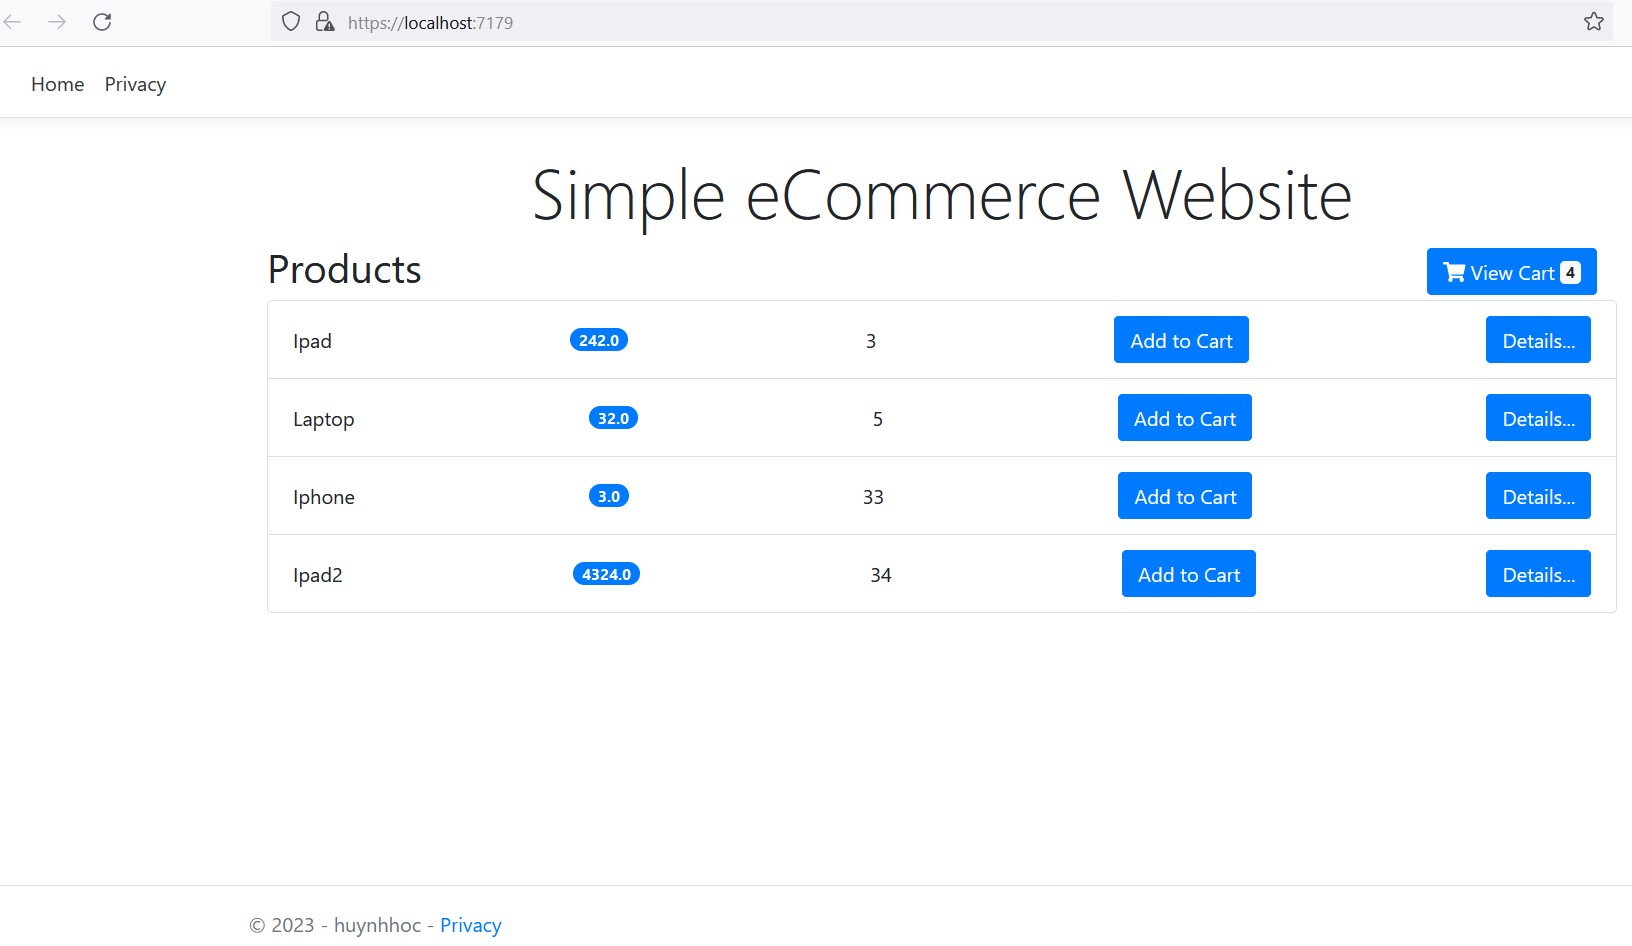 https://localhost:7179
Home Privacy
Simple eCommerce Website
Products View Cart 4
Ipad 242.0 3 Add to Cart Details...
Laptop 32.0 5 Add to Cart Details...
Iphone 3.0 33 Add to Cart Details...
Ipad2 4324.0 34 Add to Cart Details...
© 2023 - huynhhoc - Privacy